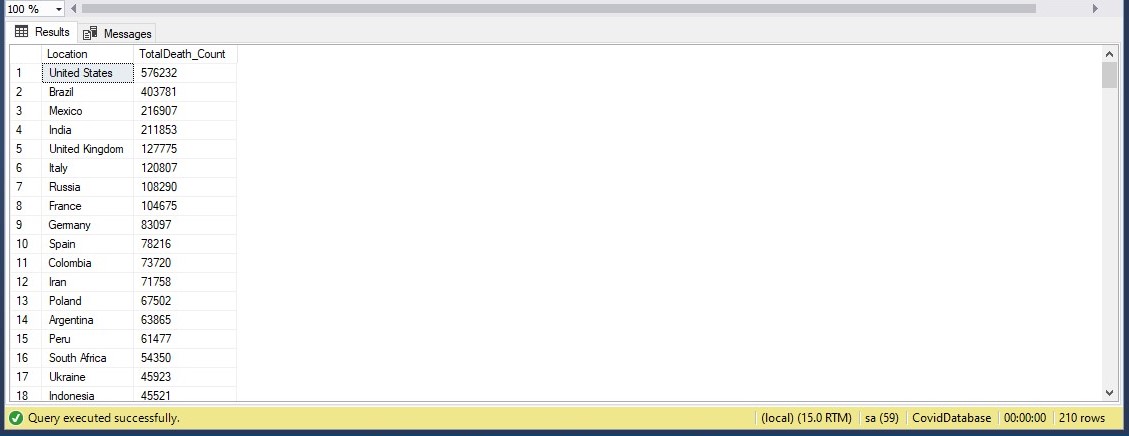 100 %
Results Messages
Location TotalDeath_Count
1 United States 576232
2 Brazil 403781
3 Mexico 216907
4 India 211853
5 United Kingdom 127775
6 Italy 120807
7 Russia 108290
8 France 104675
9 Germany 83097
10 Spain 78216
11 Colombia 73720
12 Iran 71758
13 Poland 67502
14 Argentina 63865
15 Peru 61477
16 South Africa 54350
17 Ukraine 45923
18 Indonesia 45521
Query executed successfully. (local) (15.0 RTM) sa (59) CovidDatabase 00:00:00 210 rows